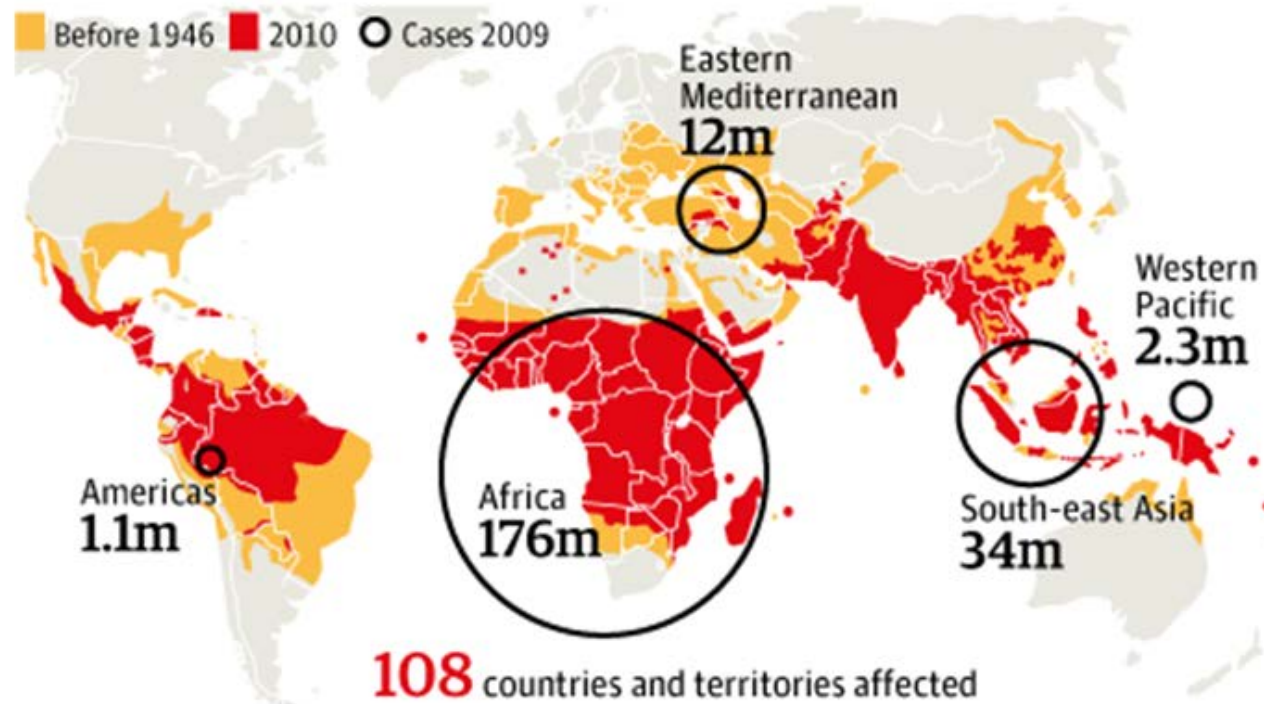 Before 1946 2010 Cases 2009
Eastern
Mediterranean
12m
Western
Pacific
2.3m
Americas
1.1m
Africa
176m
South-east Asia
34m
108 countries and territories affected